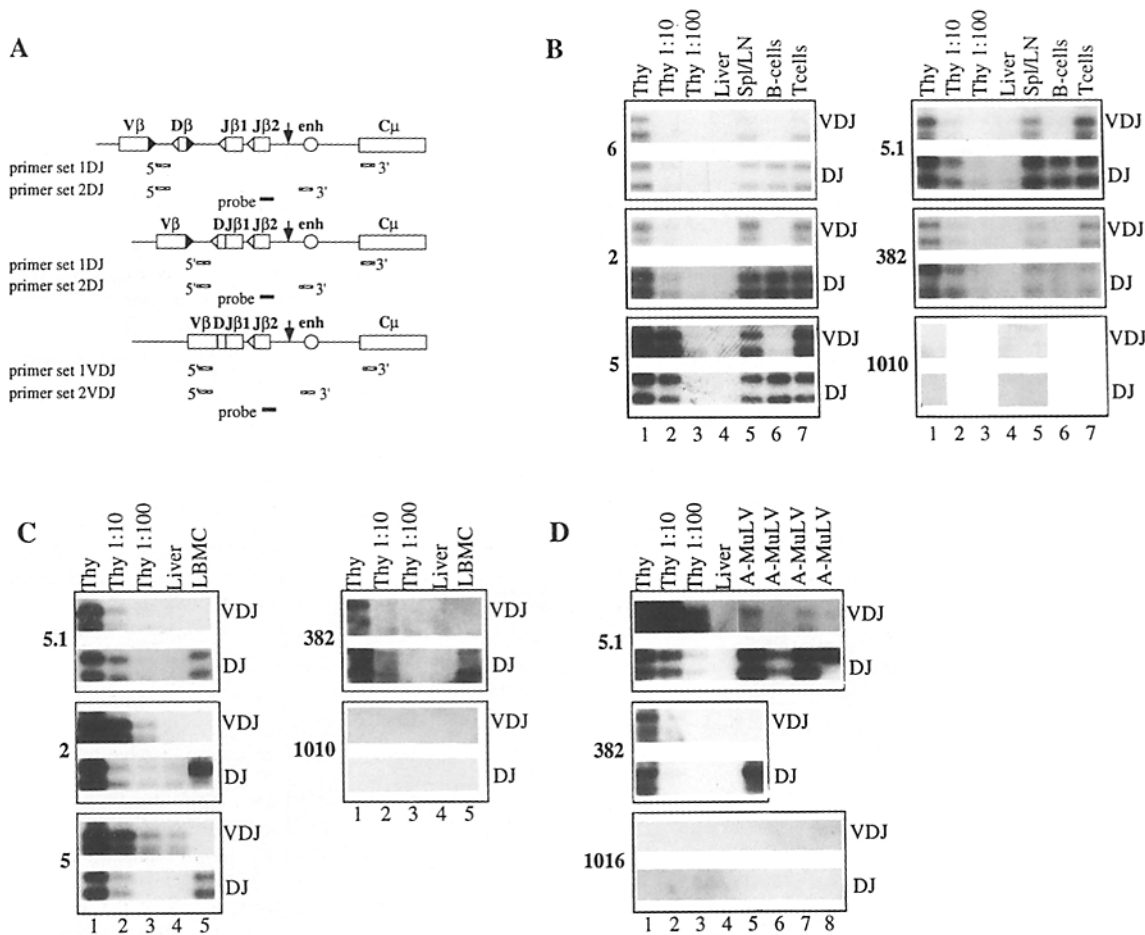 A
Vβ Dβ Jβ1 Jβ2 enh Cμ
primer set 1DJ 5' 3'
primer set 2DJ 5' 3'
probe
Vβ DJβ1 Jβ2 enh Cμ
primer set 1DJ 5' 3'
primer set 2DJ 5' 3'
probe
Vβ DJβ1 Jβ2 enh Cμ
primer set 1VDJ 5' 3'
primer set 2VDJ 5' 3'
probe
B
Thy
Thy 1:10
Thy 1:100
Liver
Spl/LN
B-cells
Tcells
6
VDJ
DJ
2
VDJ
DJ
5
VDJ
DJ
1 2 3 4 5 6 7
Thy
Thy 1:10
Thy 1:100
Liver
Spl/LN
B-cells
Tcells
5.1
VDJ
DJ
382
VDJ
DJ
1010
VDJ
DJ
1 2 3 4 5 6 7
C
Thy
Thy 1:10
Thy 1:100
Liver
LBMC
5.1
VDJ
DJ
2
VDJ
DJ
5
VDJ
DJ
1 2 3 4 5
Thy
Thy 1:10
Thy 1:100
Liver
LBMC
382
VDJ
DJ
1010
VDJ
DJ
1 2 3 4 5
D
Thy
Thy 1:10
Thy 1:100
Liver
A-MuLV
A-MuLV
A-MuLV
A-MuLV
5.1
VDJ
DJ
382
VDJ
DJ
1016
VDJ
DJ
1 2 3 4 5 6 7 8